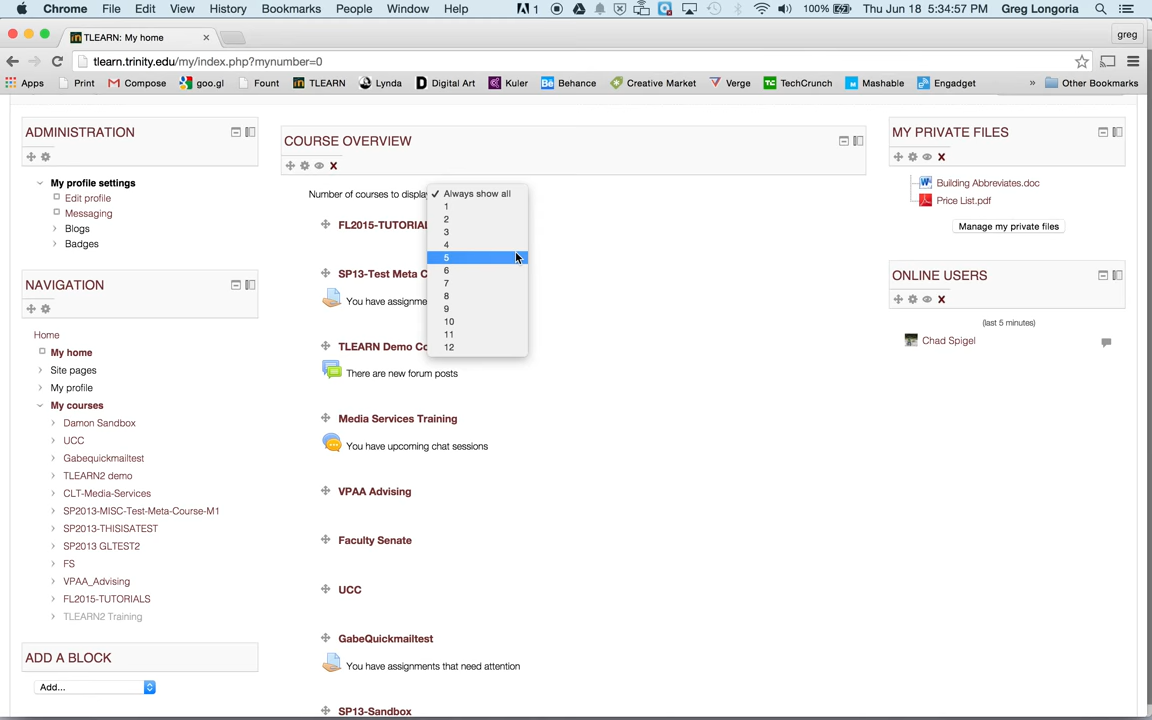 Chrome File Edit View History Bookmarks People Window Help 1 100% Thu Jun 18 5:34:57 PM Greg Longoria
TLEARN: My home greg
tlearn.trinity.edu/my/index.php?mynumber=0
Apps Print Compose goo.gl Fount TLEARN Lynda Digital Art Kuler Behance Creative Market Verge TechCrunch Mashable Engadget » Other Bookmarks
ADMINISTRATION
My profile settings
Edit profile
Messaging
Blogs
Badges
NAVIGATION
Home
My home
Site pages
My profile
My courses
Damon Sandbox
UCC
Gabequickmailtest
TLEARN2 demo
CLT-Media-Services
SP2013-MISC-Test-Meta-Course-M1
SP2013-THISISATEST
SP2013 GLTEST2
FS
VPAA_Advising
FL2015-TUTORIALS
TLEARN2 Training
ADD A BLOCK
Add...
COURSE OVERVIEW
Number of courses to display
Always show all
1
2
3
4
5
6
7
8
9
10
11
12
FL2015-TUTORIAL
SP13-Test Meta C
You have assignme
TLEARN Demo Co
There are new forum posts
Media Services Training
You have upcoming chat sessions
VPAA Advising
Faculty Senate
UCC
GabeQuickmailtest
You have assignments that need attention
SP13-Sandbox
MY PRIVATE FILES
Building Abbreviates.doc
Price List.pdf
Manage my private files
ONLINE USERS
(last 5 minutes)
Chad Spigel